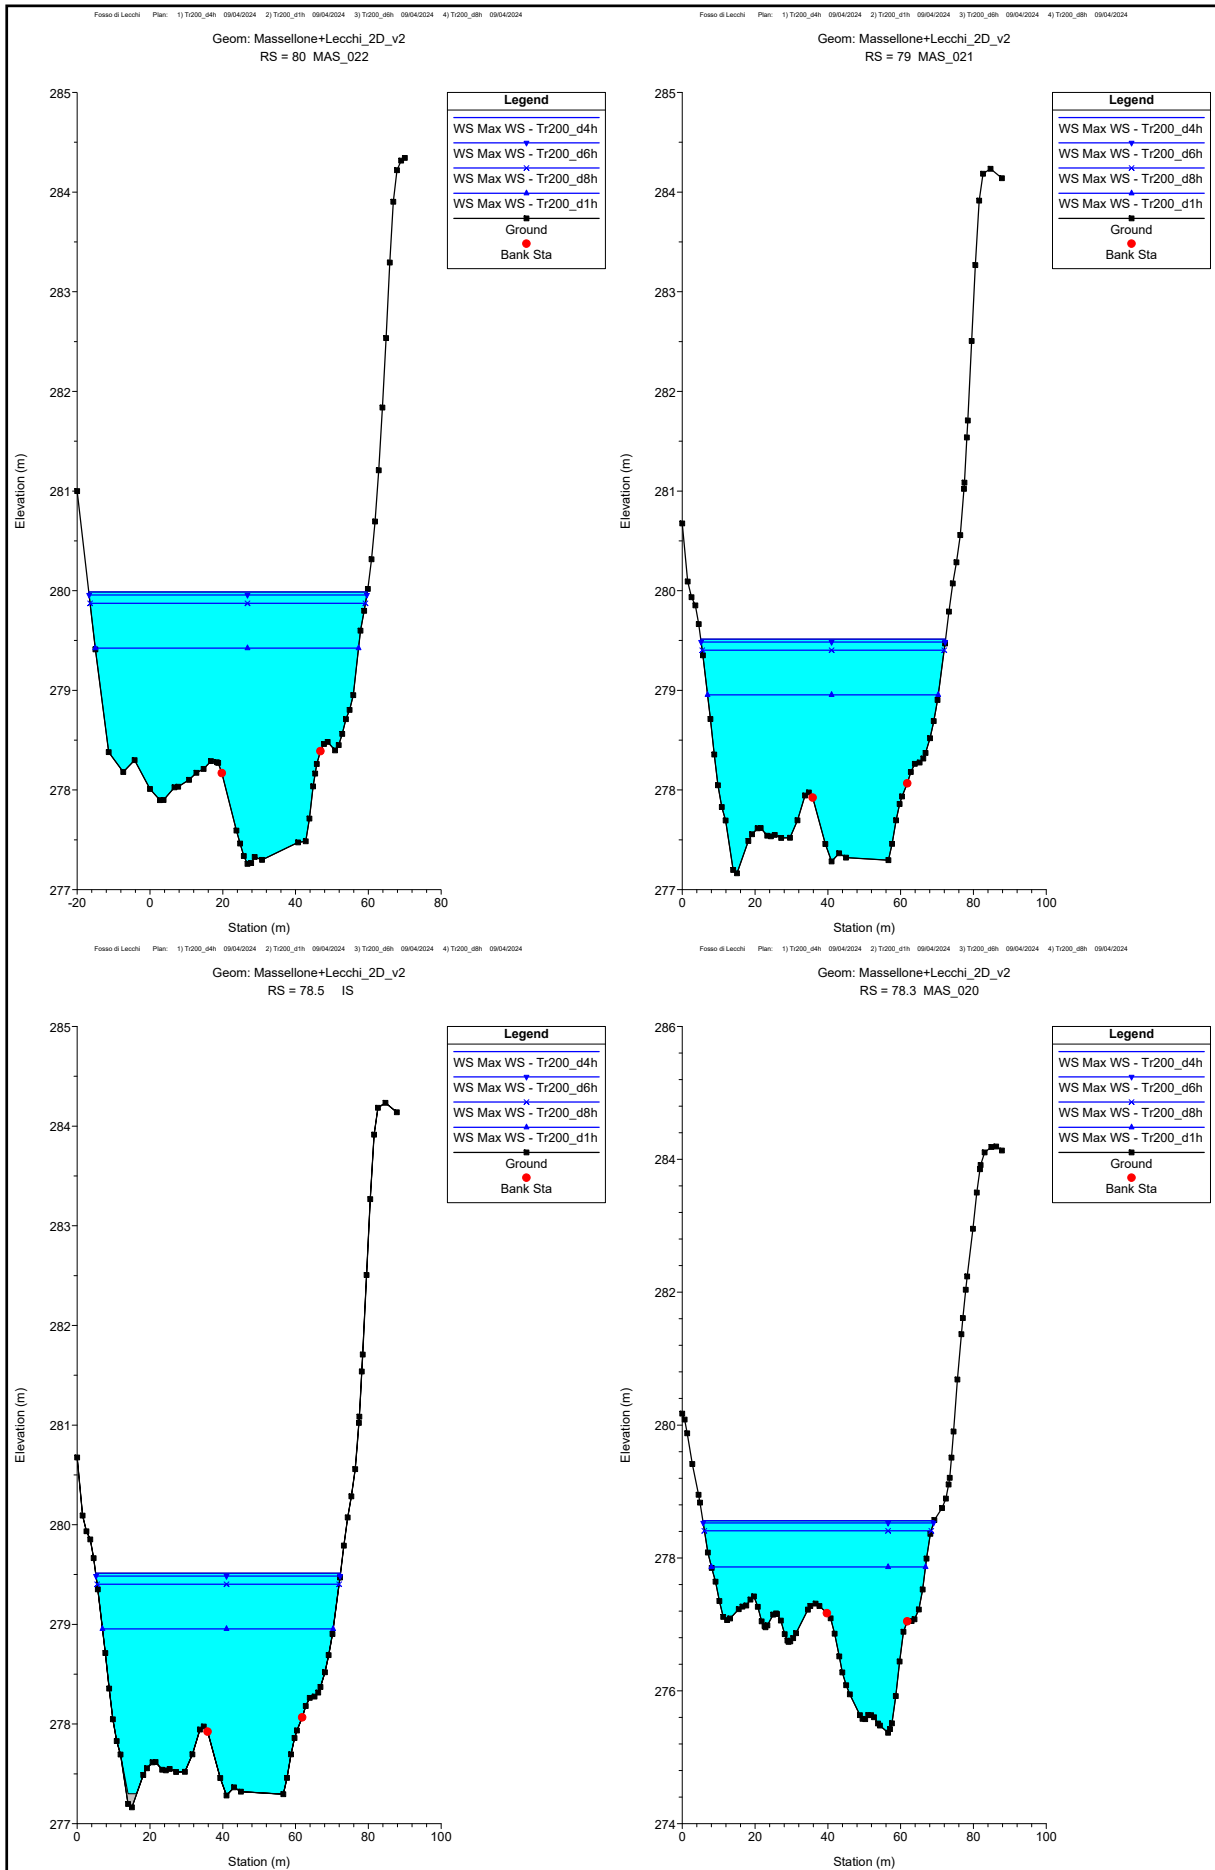 Fosso di Lecchi Plan: 1) Tr200_d4h 09/04/2024 2) Tr200_d1h 09/04/2024 3) Tr200_d6h 09/04/2024 4) Tr200_d8h 09/04/2024
Geom: Massellone+Lecchi_2D_v2
RS = 80 MAS_022
285
284
283
282
281
280
279
278
277
-20 0 20 40 60 80
Elevation (m)
Station (m)
Legend
WS Max WS - Tr200_d4h
WS Max WS - Tr200_d6h
WS Max WS - Tr200_d8h
WS Max WS - Tr200_d1h
Ground
Bank Sta
Fosso di Lecchi Plan: 1) Tr200_d4h 09/04/2024 2) Tr200_d1h 09/04/2024 3) Tr200_d6h 09/04/2024 4) Tr200_d8h 09/04/2024
Geom: Massellone+Lecchi_2D_v2
RS = 79 MAS_021
285
284
283
282
281
280
279
278
277
0 20 40 60 80 100
Elevation (m)
Station (m)
Legend
WS Max WS - Tr200_d4h
WS Max WS - Tr200_d6h
WS Max WS - Tr200_d8h
WS Max WS - Tr200_d1h
Ground
Bank Sta
Fosso di Lecchi Plan: 1) Tr200_d4h 09/04/2024 2) Tr200_d1h 09/04/2024 3) Tr200_d6h 09/04/2024 4) Tr200_d8h 09/04/2024
Geom: Massellone+Lecchi_2D_v2
RS = 78.5 IS
285
284
283
282
281
280
279
278
277
0 20 40 60 80 100
Elevation (m)
Station (m)
Legend
WS Max WS - Tr200_d4h
WS Max WS - Tr200_d6h
WS Max WS - Tr200_d8h
WS Max WS - Tr200_d1h
Ground
Bank Sta
Fosso di Lecchi Plan: 1) Tr200_d4h 09/04/2024 2) Tr200_d1h 09/04/2024 3) Tr200_d6h 09/04/2024 4) Tr200_d8h 09/04/2024
Geom: Massellone+Lecchi_2D_v2
RS = 78.3 MAS_020
286
284
282
280
278
276
274
0 20 40 60 80 100
Elevation (m)
Station (m)
Legend
WS Max WS - Tr200_d4h
WS Max WS - Tr200_d6h
WS Max WS - Tr200_d8h
WS Max WS - Tr200_d1h
Ground
Bank Sta